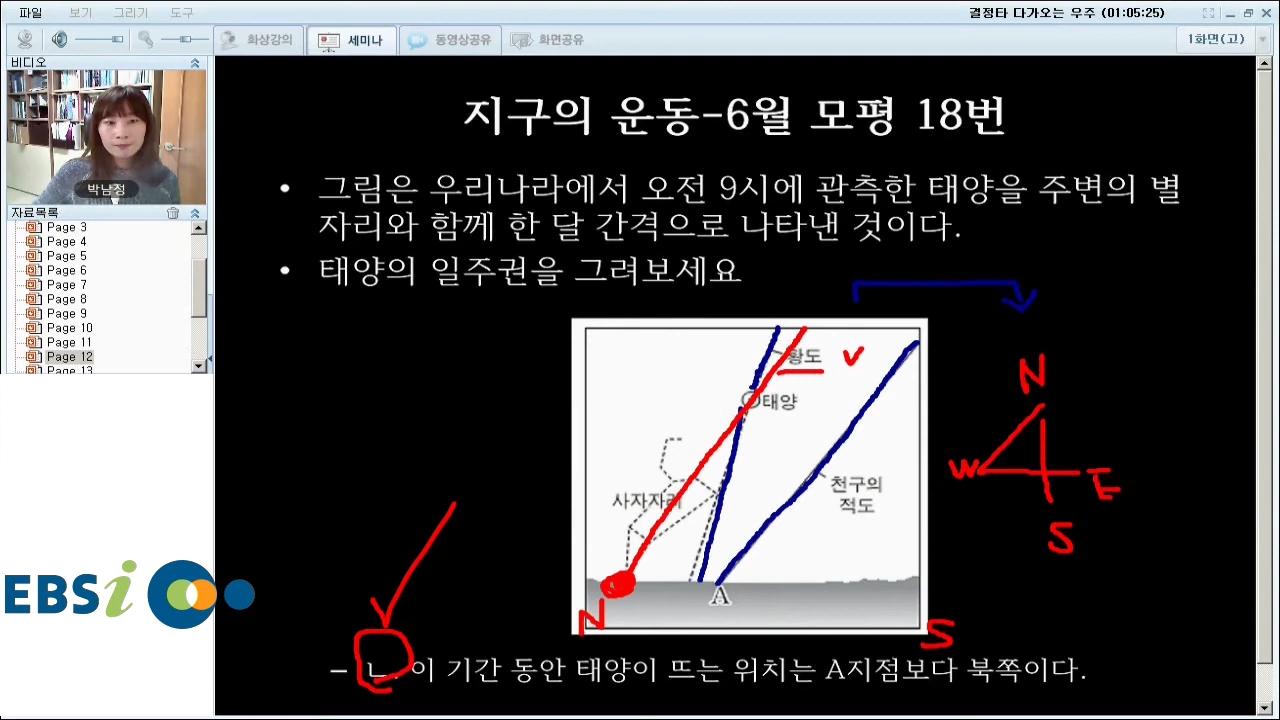 파일 보기 그리기 도구 결정타 다가오는 우주 (01:05:25)
화상강의 세미나 동영상공유 화면공유 1화면(고)
비디오
박남정
자료목록
Page 3
Page 4
Page 5
Page 6
Page 7
Page 8
Page 9
Page 10
Page 11
Page 12
Page 13
EBSi
지구의 운동-6월 모평 18번
• 그림은 우리나라에서 오전 9시에 관측한 태양을 주변의 별
자리와 함께 한 달 간격으로 나타낸 것이다.
• 태양의 일주권을 그려보세요
황도
태양
사자자리
천구의
적도
A
N
S
N
W
E
S
– ㄴ. 이 기간 동안 태양이 뜨는 위치는 A지점보다 북쪽이다.